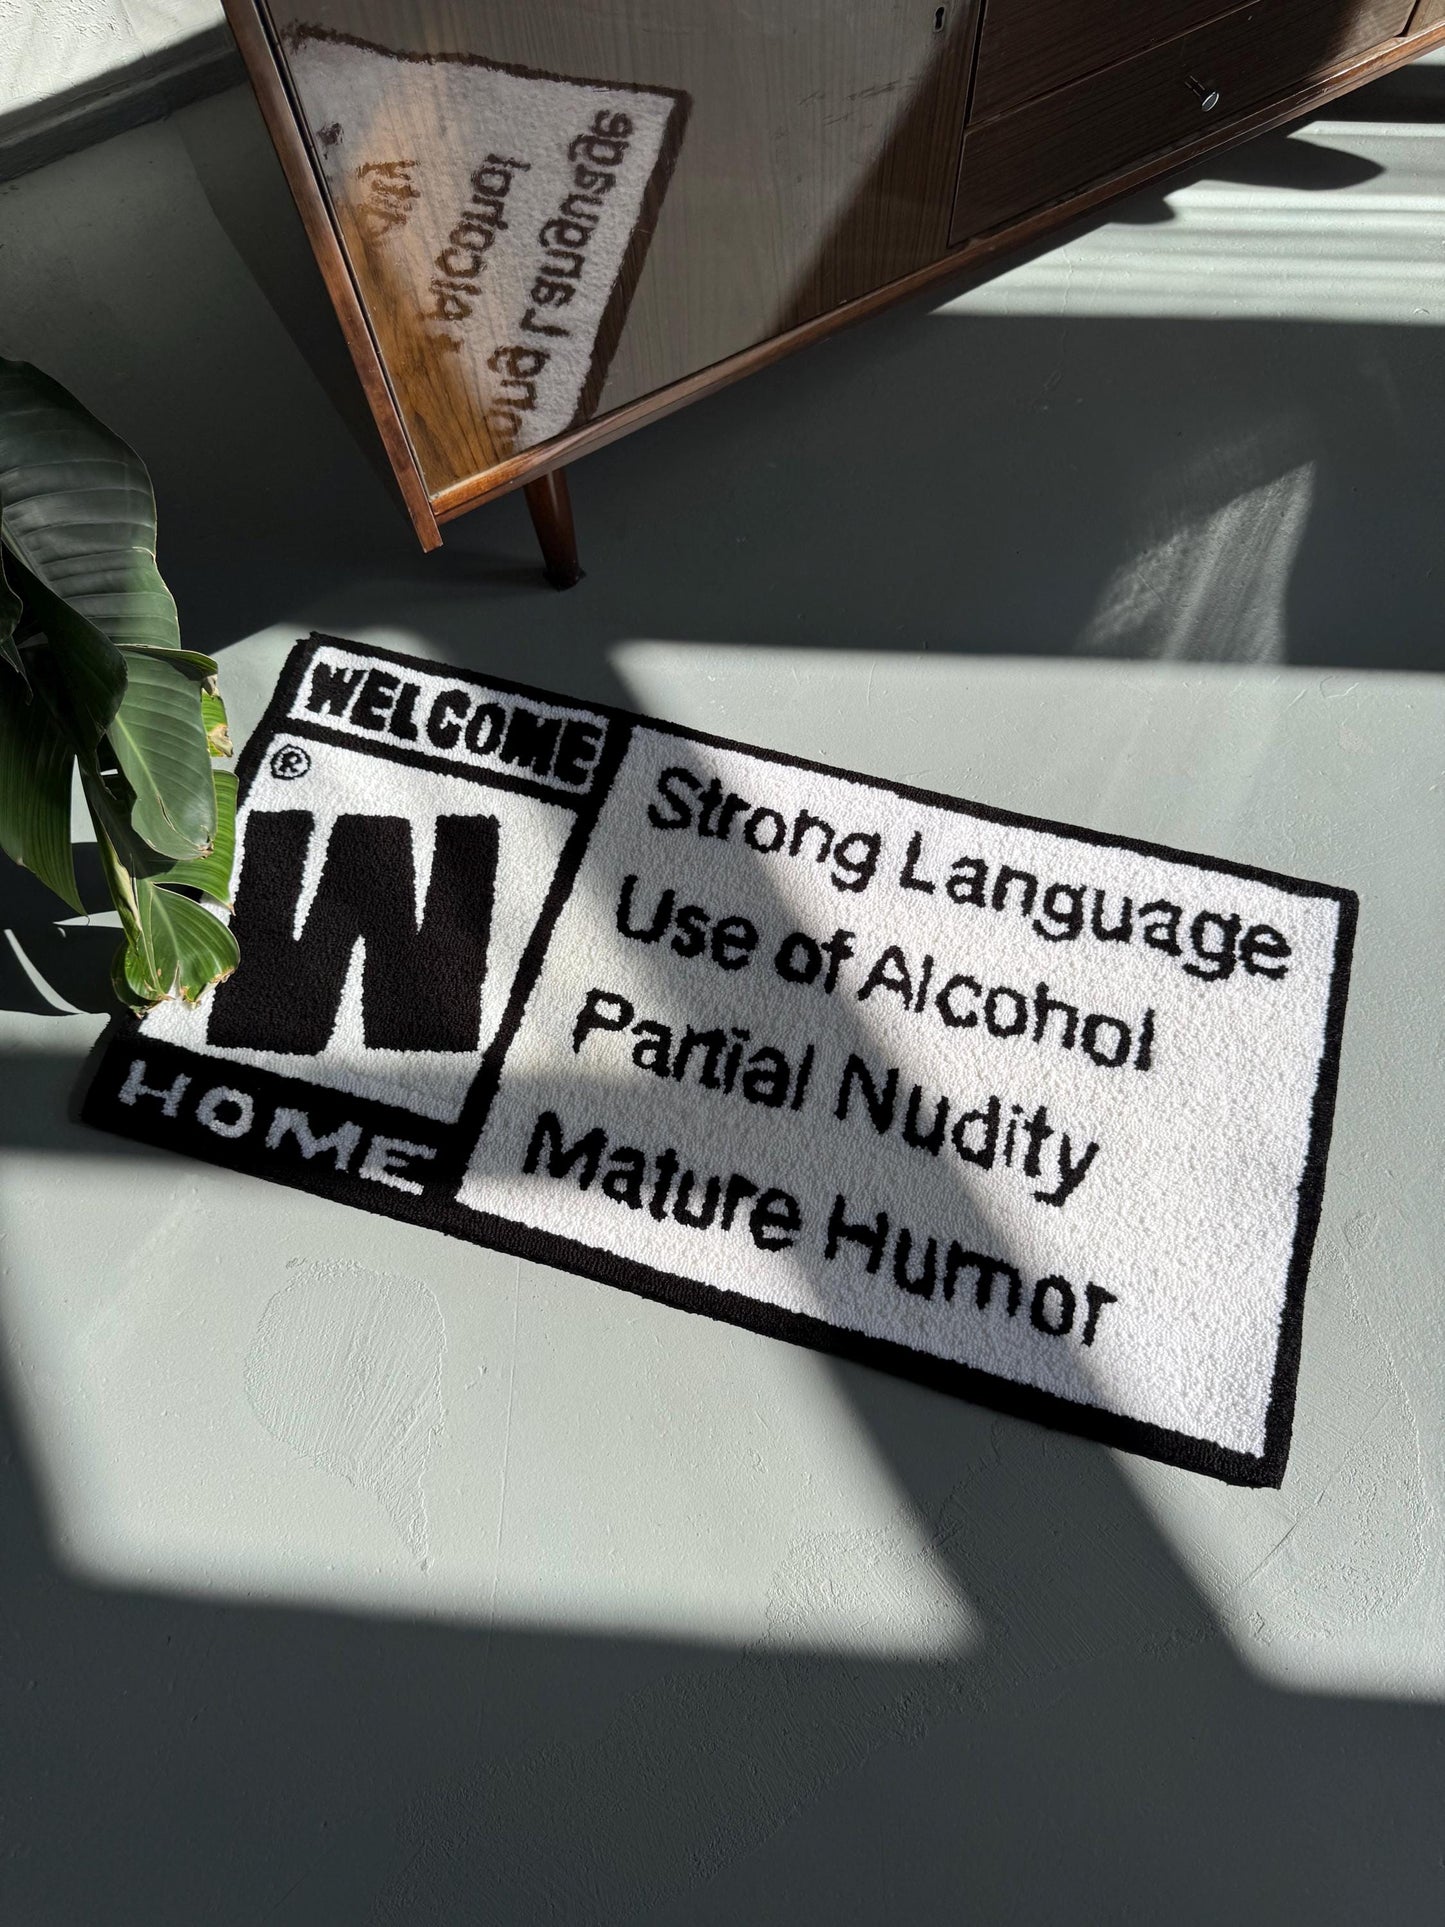 WELCOME
®
W
HOME
Strong Language
Use of Alcohol
Partial Nudity
Mature Humor